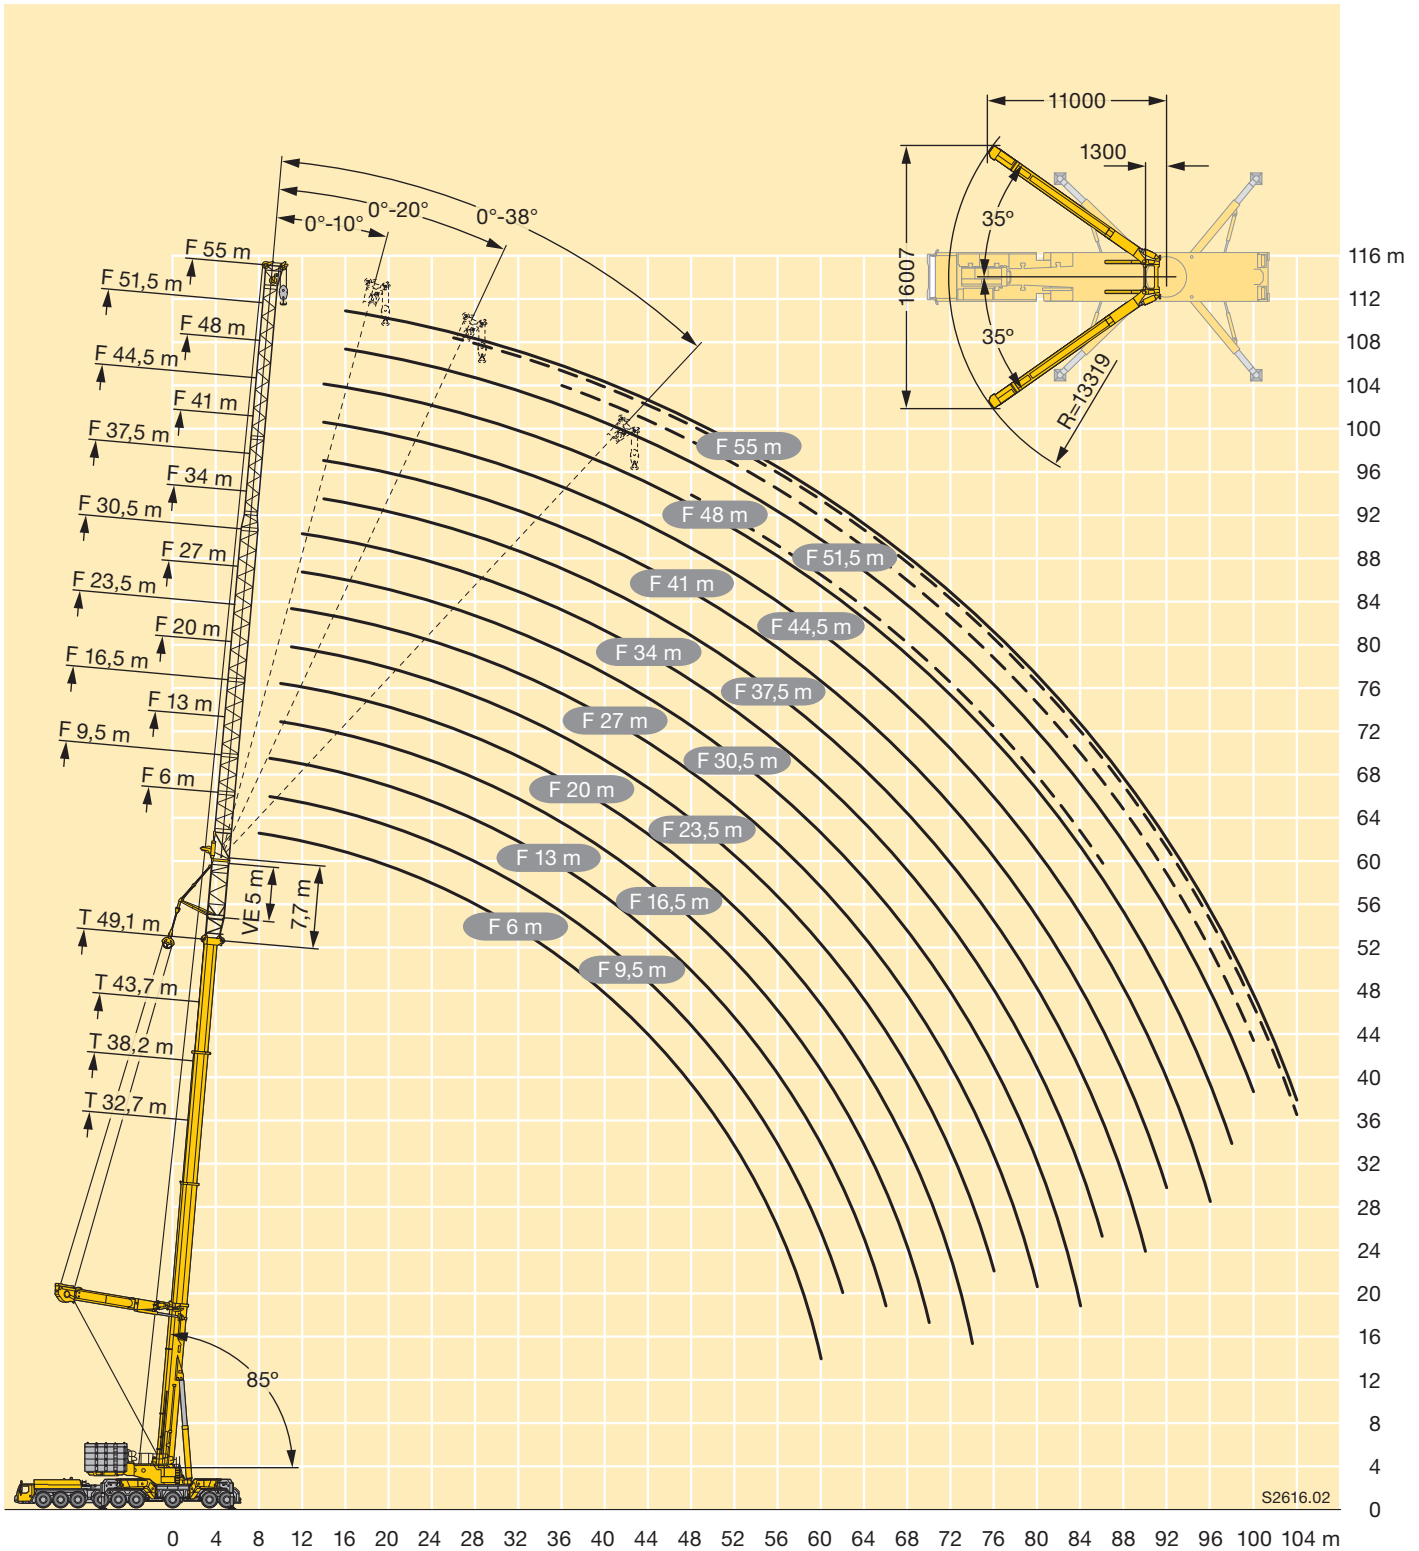 11000
1300
35°
35°
16007
R=13319
0°-38°
0°-20°
0°-10°
F 55 m
F 51,5 m
F 48 m
F 44,5 m
F 41 m
F 37,5 m
F 34 m
F 30,5 m
F 27 m
F 23,5 m
F 20 m
F 16,5 m
F 13 m
F 9,5 m
F 6 m
VE 5 m
7,7 m
T 49,1 m
T 43,7 m
T 38,2 m
T 32,7 m
85°
F 55 m
F 48 m
F 51,5 m
F 41 m
F 44,5 m
F 34 m
F 37,5 m
F 27 m
F 30,5 m
F 20 m
F 23,5 m
F 13 m
F 16,5 m
F 6 m
F 9,5 m
116 m
112
108
104
100
96
92
88
84
80
76
72
68
64
60
56
52
48
44
40
36
32
28
24
20
16
12
8
4
0
S2616.02
0 4 8 12 16 20 24 28 32 36 40 44 48 52 56 60 64 68 72 76 80 84 88 92 96 100 104 m